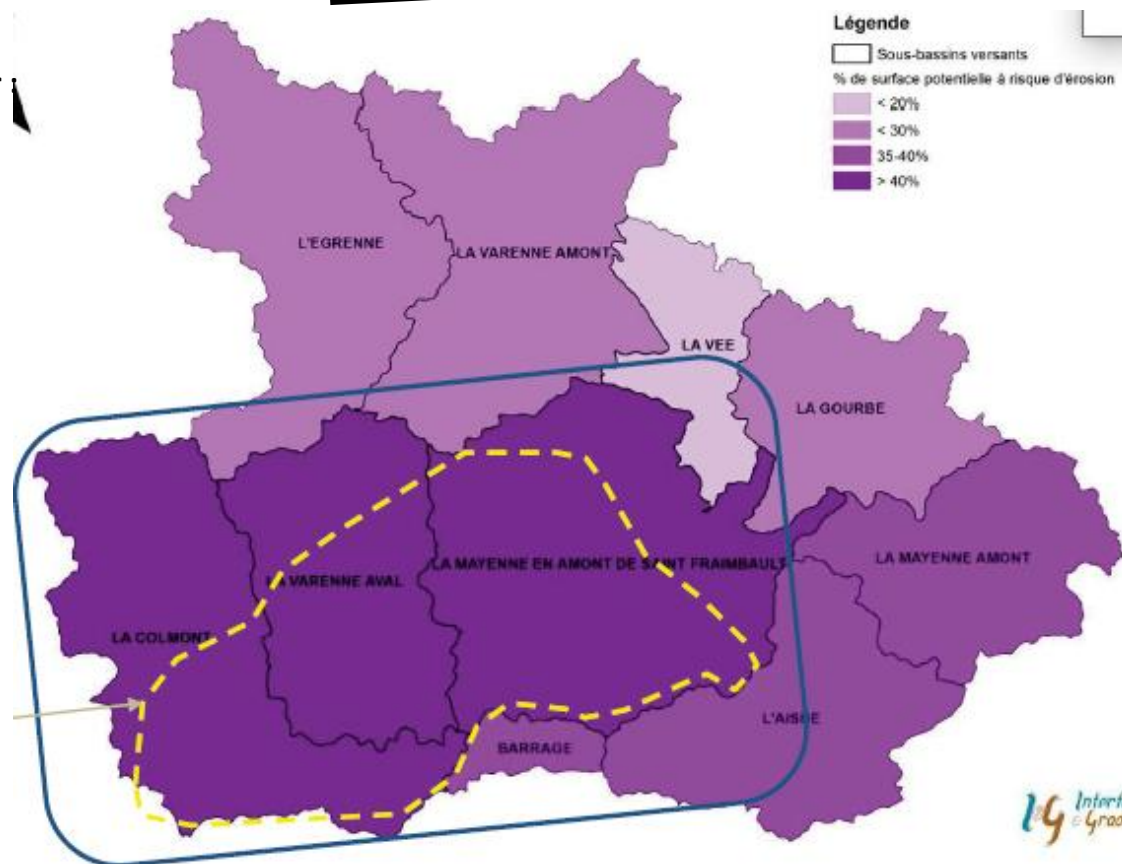 Légende
Sous-bassins versants
% de surface potentielle à risque d'érosion
< 20%
< 30%
35-40%
> 40%
L'EGRENNE
LA VARENNE AMONT
LA VEE
LA GOURBE
LA MAYENNE AMONT
LA MAYENNE EN AMONT DE SAINT FRAIMBAULT
LA VARENNE AVAL
LA COLMONT
L'AISNE
BARRAGE